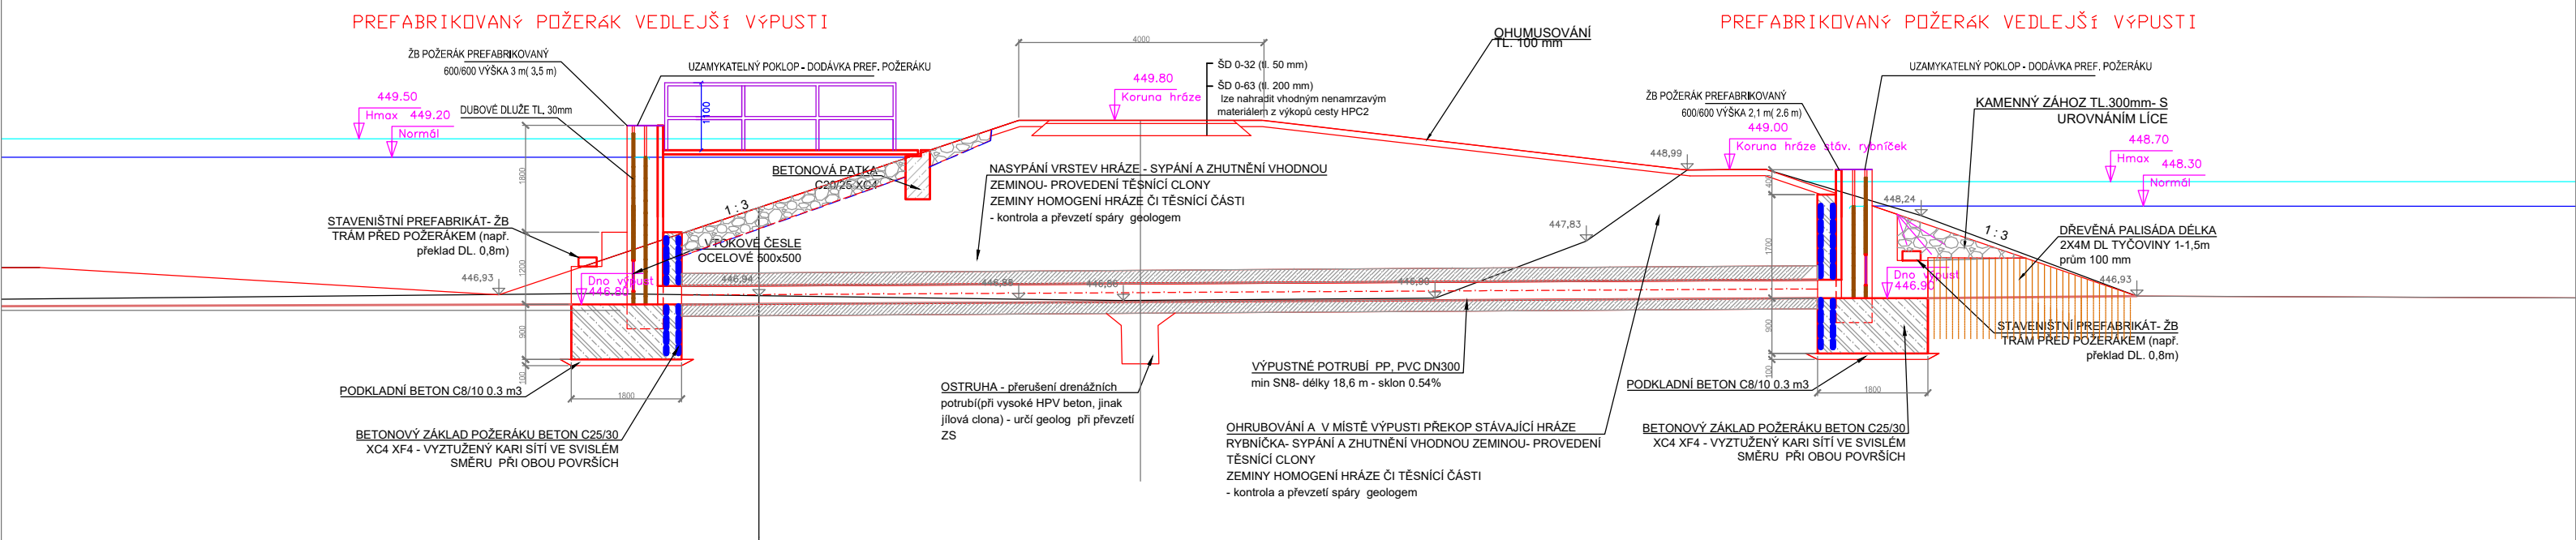 PREFABRIKOVANÝ POŽERÁK VEDLEJŠÍ VÝPUSTI
ŽB POŽERÁK PREFABRIKOVANÝ
600/600 VÝŠKA 3 m( 3,5 m)
UZAMYKATELNÝ POKLOP - DODÁVKA PREF. POŽERÁKU
449.50
Hmax
449.20
Normál
DUBOVÉ DLUŽE TL. 30mm
1100
1800
1200
900
100
1800
BETONOVÁ PATKA
C20/25 XC4
1 : 3
STAVENIŠTNÍ PREFABRIKÁT- ŽB
TRÁM PŘED POŽERÁKEM (např.
překlad DL. 0,8m)
VTOKOVÉ ČESLE
OCELOVÉ 500x500
446,93
Dno výpust
446.80
446,94
446,88
446,86
446,90
PODKLADNÍ BETON C8/10 0.3 m3
BETONOVÝ ZÁKLAD POŽERÁKU BETON C25/30
XC4 XF4 - VYZTUŽENÝ KARI SÍTÍ VE SVISLÉM
SMĚRU PŘI OBOU POVRŠÍCH
4000
449.80
Koruna hráze
ŠD 0-32 (tl. 50 mm)
ŠD 0-63 (tl. 200 mm)
lze nahradit vhodným nenamrzavým
materiálem z výkopů cesty HPC2
OHUMUSOVÁNÍ
TL. 100 mm
NASYPÁNÍ VRSTEV HRÁZE - SYPÁNÍ A ZHUTNĚNÍ VHODNOU
ZEMINOU- PROVEDENÍ TĚSNÍCÍ CLONY
ZEMINY HOMOGENÍ HRÁZE ČI TĚSNÍCÍ ČÁSTI
- kontrola a převzetí spáry geologem
OSTRUHA - přerušení drenážních
potrubí(při vysoké HPV beton, jinak
jílová clona) - určí geolog při převzetí
ZS
VÝPUSTNÉ POTRUBÍ PP, PVC DN300
min SN8- délky 18,6 m - sklon 0.54%
OHRUBOVÁNÍ A V MÍSTĚ VÝPUSTI PŘEKOP STÁVAJÍCÍ HRÁZE
RYBNÍČKA- SYPÁNÍ A ZHUTNĚNÍ VHODNOU ZEMINOU- PROVEDENÍ
TĚSNÍCÍ CLONY
ZEMINY HOMOGENÍ HRÁZE ČI TĚSNÍCÍ ČÁSTI
- kontrola a převzetí spáry geologem
447,83
448,99
PREFABRIKOVANÝ POŽERÁK VEDLEJŠÍ VÝPUSTI
UZAMYKATELNÝ POKLOP - DODÁVKA PREF. POŽERÁKU
ŽB POŽERÁK PREFABRIKOVANÝ
600/600 VÝŠKA 2,1 m( 2,6 m)
449.00
Koruna hráze stáv. rybníček
KAMENNÝ ZÁHOZ TL.300mm- S
UROVNÁNÍM LÍCE
448.70
Hmax
448.30
Normál
400
1700
900
100
1800
448,24
1 : 3
DŘEVĚNÁ PALISÁDA DÉLKA
2X4M DL TYČOVINY 1-1,5m
prům 100 mm
Dno výpust
446.90
446,93
STAVENIŠTNÍ PREFABRIKÁT- ŽB
TRÁM PŘED POŽERÁKEM (např.
překlad DL. 0,8m)
PODKLADNÍ BETON C8/10 0.3 m3
BETONOVÝ ZÁKLAD POŽERÁKU BETON C25/30
XC4 XF4 - VYZTUŽENÝ KARI SÍTÍ VE SVISLÉM
SMĚRU PŘI OBOU POVRŠÍCH